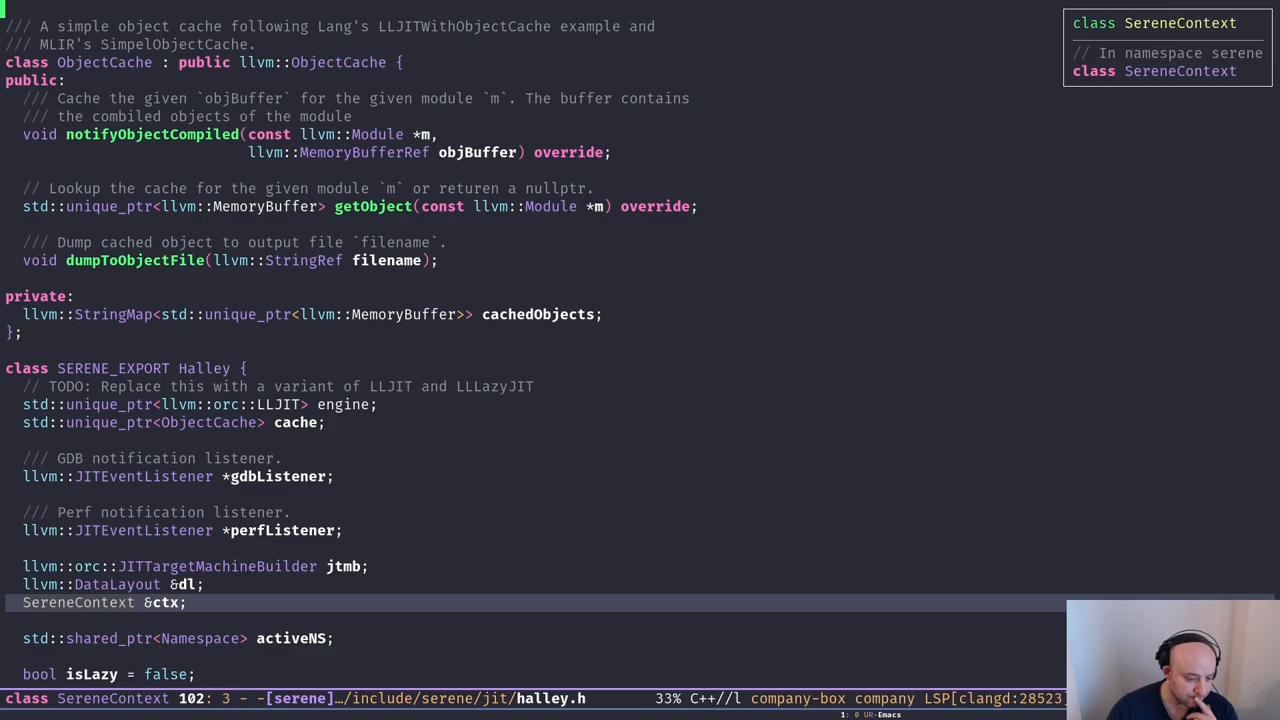 /// A simple object cache following Lang's LLJITWithObjectCache example and
/// MLIR's SimpelObjectCache.
class ObjectCache : public llvm::ObjectCache {
public:
/// Cache the given `objBuffer` for the given module `m`. The buffer contains
/// the combiled objects of the module
void notifyObjectCompiled(const llvm::Module *m,
llvm::MemoryBufferRef objBuffer) override;
// Lookup the cache for the given module `m` or returen a nullptr.
std::unique_ptr<llvm::MemoryBuffer> getObject(const llvm::Module *m) override;
/// Dump cached object to output file `filename`.
void dumpToObjectFile(llvm::StringRef filename);
private:
llvm::StringMap<std::unique_ptr<llvm::MemoryBuffer>> cachedObjects;
};
class SERENE_EXPORT Halley {
// TODO: Replace this with a variant of LLJIT and LLLazyJIT
std::unique_ptr<llvm::orc::LLJIT> engine;
std::unique_ptr<ObjectCache> cache;
/// GDB notification listener.
llvm::JITEventListener *gdbListener;
/// Perf notification listener.
llvm::JITEventListener *perfListener;
llvm::orc::JITTargetMachineBuilder jtmb;
llvm::DataLayout &dl;
SereneContext &ctx;
std::shared_ptr<Namespace> activeNS;
bool isLazy = false;
class SereneContext 102: 3 - -[serene]…/include/serene/jit/halley.h 33% C++//l company-box company LSP[clangd:28523]
1: 0 UR-Emacs
class SereneContext
// In namespace serene
class SereneContext